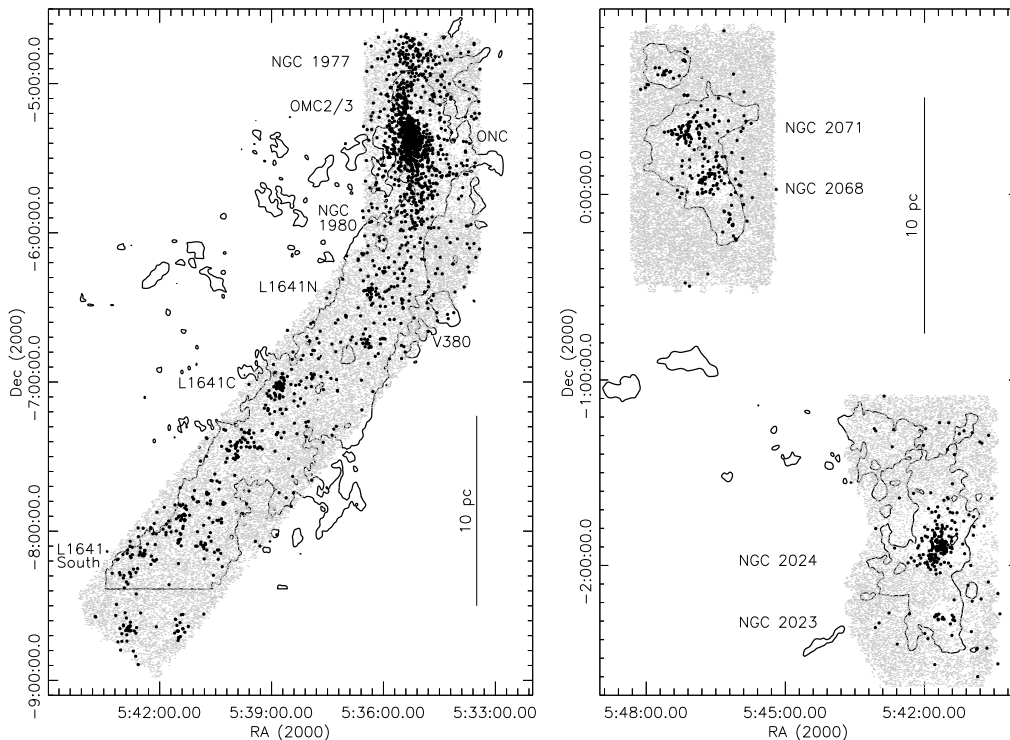 NGC 1977
OMC2/3
ONC
NGC
1980
L1641N
V380
L1641C
L1641
South
10 pc
-5:00:00.0
-6:00:00.0
-7:00:00.0
-8:00:00.0
-9:00:00.0
Dec (2000)
5:42:00.00
5:39:00.00
5:36:00.00
5:33:00.00
RA (2000)
NGC 2071
NGC 2068
10 pc
NGC 2024
NGC 2023
0:00:00.0
-1:00:00.0
-2:00:00.0
Dec (2000)
5:48:00.00
5:45:00.00
5:42:00.00
RA (2000)